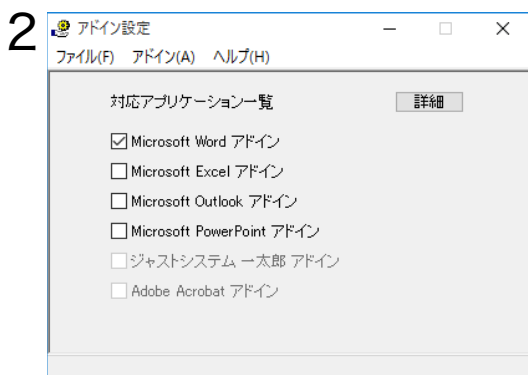 2
アドイン設定
ファイル(F) アドイン(A) ヘルプ(H)
対応アプリケーション一覧 詳細
Microsoft Word アドイン
Microsoft Excel アドイン
Microsoft Outlook アドイン
Microsoft PowerPoint アドイン
ジャストシステム 一太郎 アドイン
Adobe Acrobat アドイン